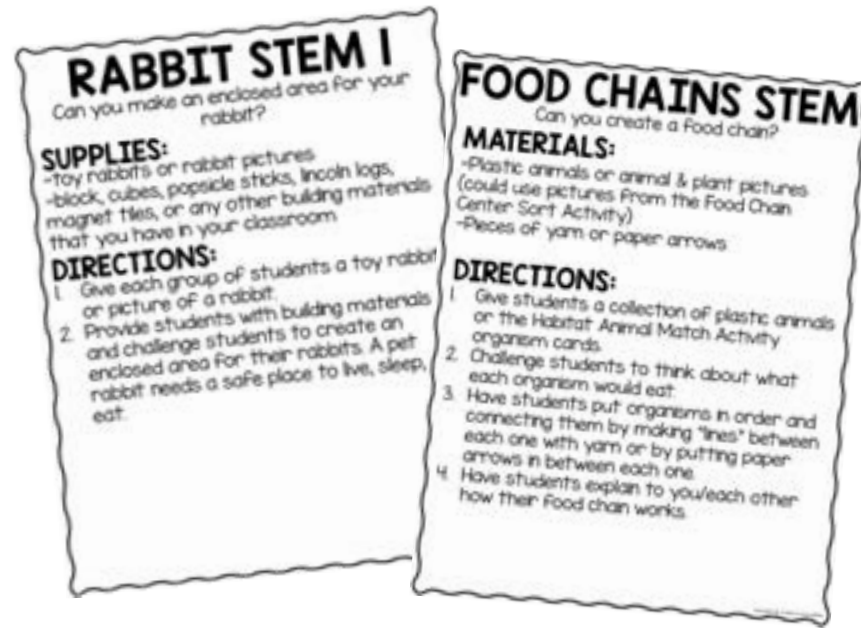 RABBIT STEM 1
Can you make an enclosed area for your
rabbit?
SUPPLIES:
-toy rabbits or rabbit pictures
-block, cubes, popsicle sticks, lincoln logs,
magnet tiles, or any other building materials
that you have in your classroom
DIRECTIONS:
1. Give each group of students a toy rabbit
or picture of a rabbit.
2. Provide students with building materials
and challenge students to create an
enclosed area for their rabbits. A pet
rabbit needs a safe place to live, sleep,
eat.
FOOD CHAINS STEM
Can you create a food chain?
MATERIALS:
-Plastic animals or animal & plant pictures
(could use pictures from the Food Chain
Center Sort Activity)
-Pieces of yarn or paper arrows
DIRECTIONS:
1. Give students a collection of plastic animals
or the Habitat Animal Match Activity
organism cards.
2. Challenge students to think about what
each organism would eat.
3. Have students put organisms in order and
connecting them by making "lines" between
each one with yarn or by putting paper
arrows in between each one.
4. Have students explain to you/each other
how their food chain works.